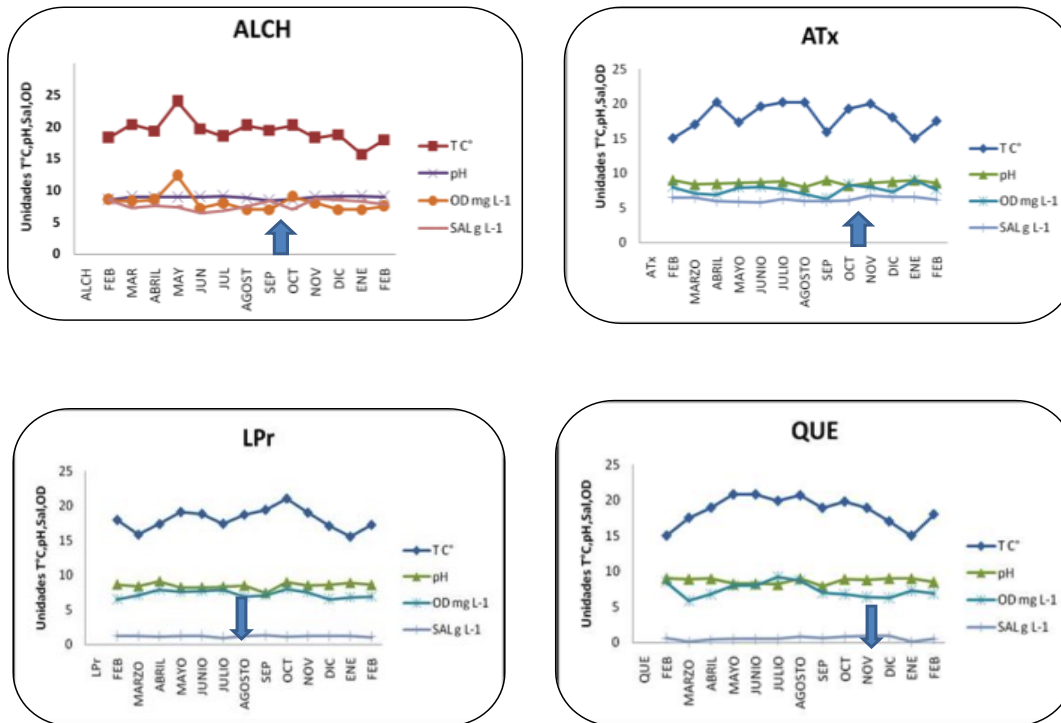 ALCH
Unidades T°C,pH,Sal,OD
25
20
15
10
5
0
ALCH
FEB
MAR
ABRIL
MAY
JUN
JUL
AGOST
SEP
OCT
NOV
DIC
ENE
FEB
T C°
pH
OD mg L-1
SAL g L-1
ATx
Unidades T°C,pH,Sal,OD
25
20
15
10
5
0
ATx
FEB
MARZO
ABRIL
MAYO
JUNIO
JULIO
AGOSTO
SEP
OCT
NOV
DIC
ENE
FEB
T C°
pH
OD mg L-1
SAL g L-1
LPr
Unidades T°C,pH,Sal,OD
25
20
15
10
5
0
LPr
FEB
MARZO
ABRIL
MAYO
JUNIO
JULIO
AGOSTO
SEP
OCT
NOV
DIC
ENE
FEB
T C°
pH
OD mg L-1
SAL g L-1
QUE
Unidades T°C,pH,Sal,OD
25
20
15
10
5
0
QUE
FEB
MARZO
ABRIL
MAYO
JUNIO
JULIO
AGOSTO
SEP
OCT
NOV
DIC
ENE
FEB
T C°
pH
OD mg L-1
SAL g L-1